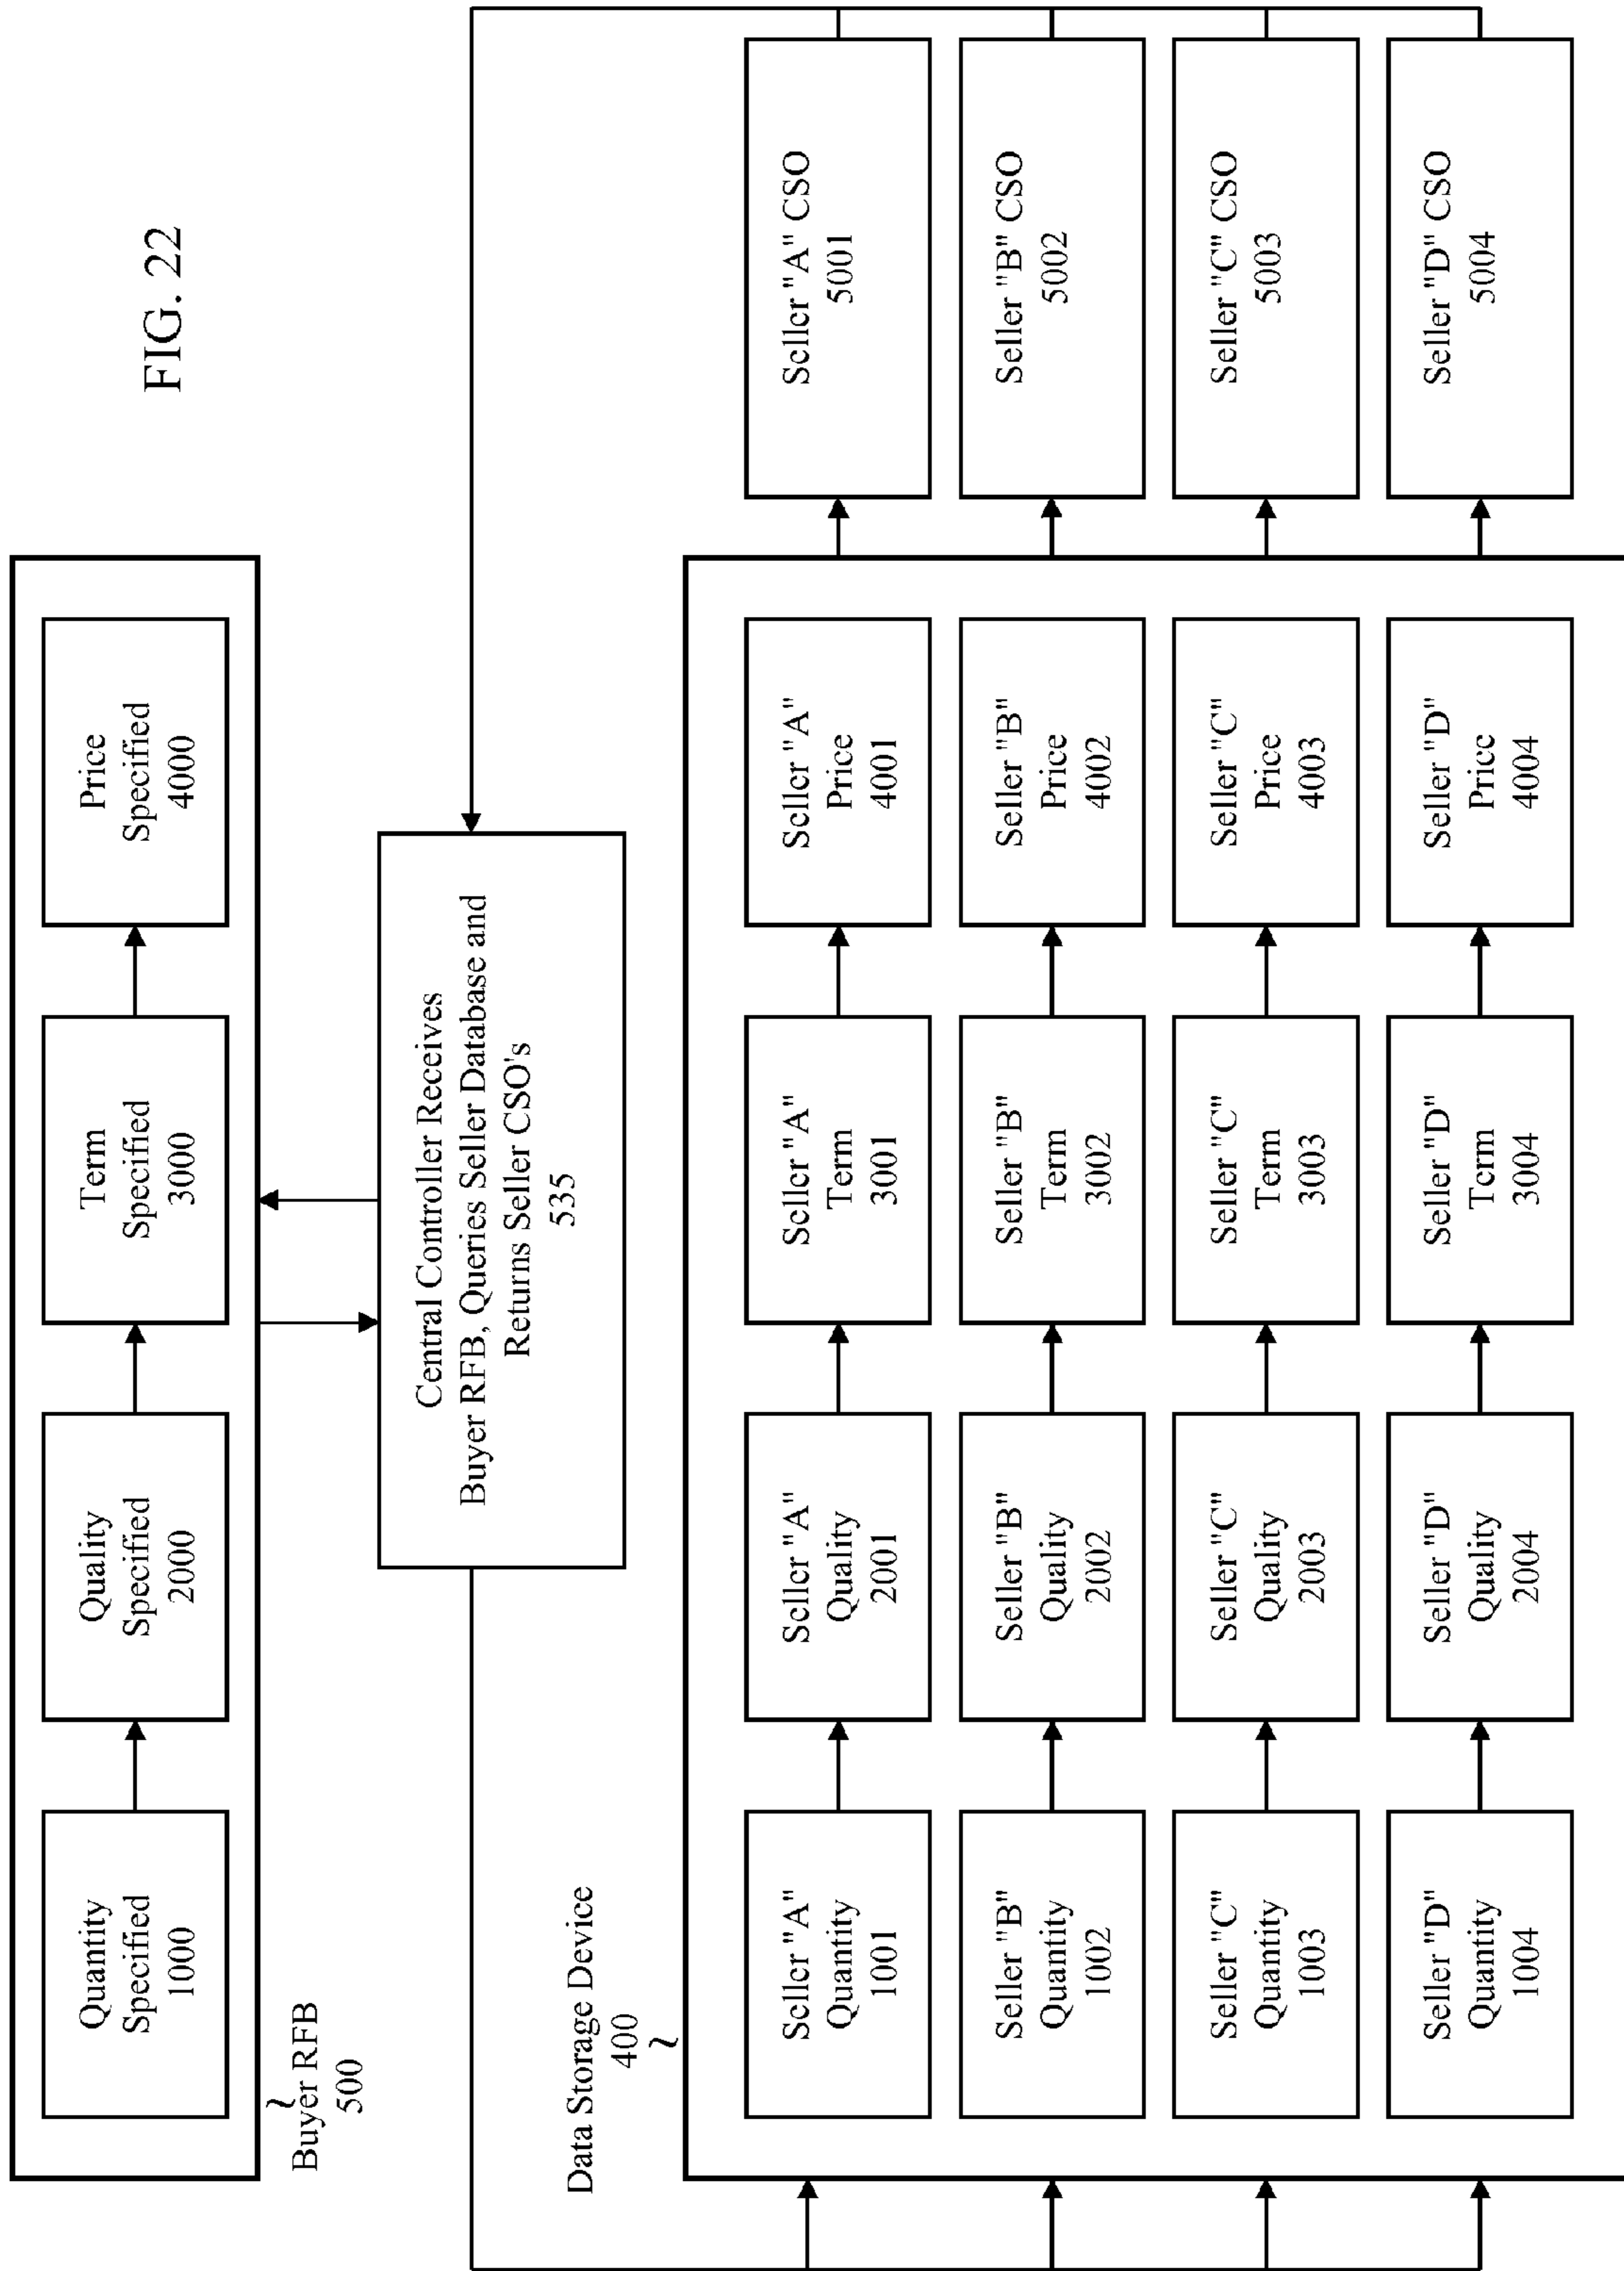 FIG. 22
Quantity
Specified
1000
Quality
Specified
2000
Term
Specified
3000
Price
Specified
4000
Buyer RFB
500
Central Controller Receives
Buyer RFB, Queries Seller Database and
Returns Seller CSO's
535
Data Storage Device
400
Seller "A"
Quantity
1001
Seller "A"
Quality
2001
Seller "A"
Term
3001
Seller "A"
Price
4001
Seller "A" CSO
5001
Seller "B"
Quantity
1002
Seller "B"
Quality
2002
Seller "B"
Term
3002
Seller "B"
Price
4002
Seller "B" CSO
5002
Seller "C"
Quantity
1003
Seller "C"
Quality
2003
Seller "C"
Term
3003
Seller "C"
Price
4003
Seller "C" CSO
5003
Seller "D"
Quantity
1004
Seller "D"
Quality
2004
Seller "D"
Term
3004
Seller "D"
Price
4004
Seller "D" CSO
5004